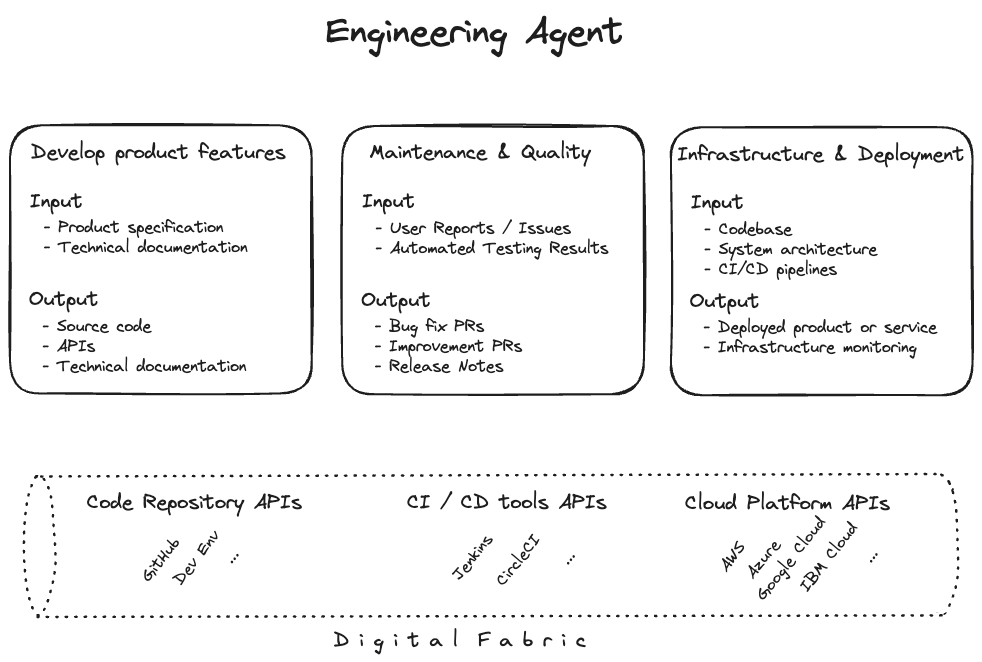 Engineering Agent
Develop product features
Input
- Product specification
- Technical documentation
Output
- Source code
- APIs
- Technical documentation
Maintenance & Quality
Input
- User Reports / Issues
- Automated Testing Results
Output
- Bug fix PRs
- Improvement PRs
- Release Notes
Infrastructure & Deployment
Input
- Codebase
- System architecture
- CI/CD pipelines
Output
- Deployed product or service
- Infrastructure monitoring
Code Repository APIs
GitHub
Dev Env
...
CI / CD tools APIs
Jenkins
CircleCI
...
Cloud Platform APIs
AWS
Azure
Google Cloud
IBM Cloud
...
Digital Fabric